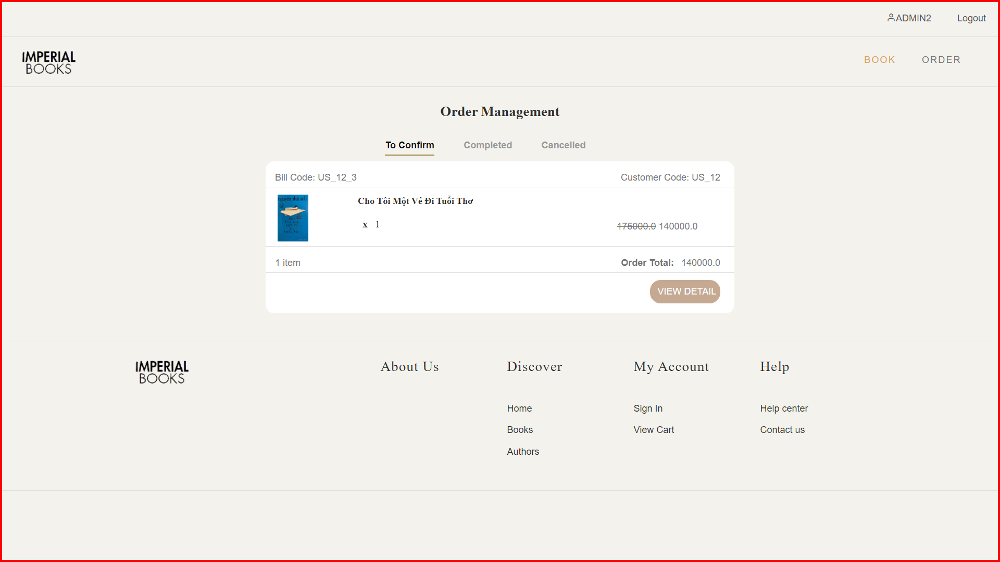 ADMIN2 Logout
IMPERIAL
BOOKS
BOOK ORDER
Order Management
To Confirm Completed Cancelled
Bill Code: US_12_3 Customer Code: US_12
nguyễn nhật ánh
Cho Tôi Một Vé Đi Tuổi Thơ
x 1
175000.0 140000.0
1 item Order Total: 140000.0
VIEW DETAIL
IMPERIAL
BOOKS
About Us Discover My Account Help
Home Sign In Help center
Books View Cart Contact us
Authors